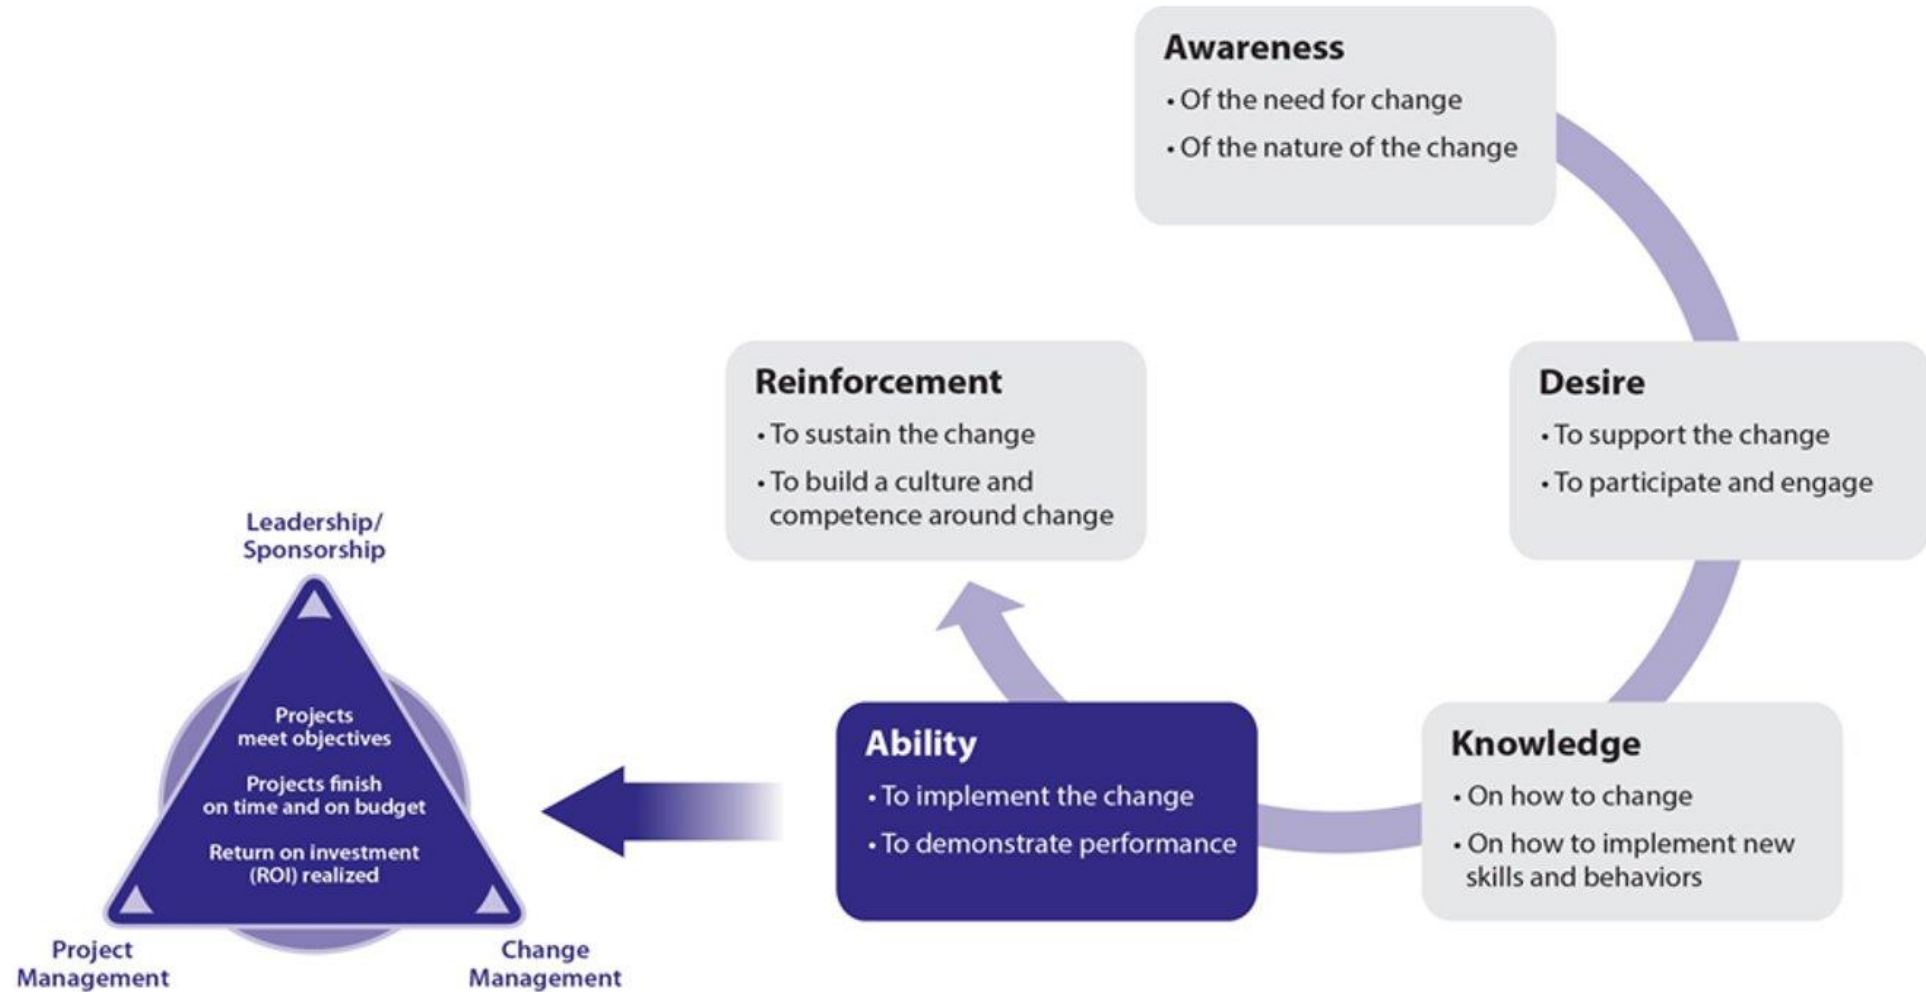 Awareness
• Of the need for change
• Of the nature of the change
Desire
• To support the change
• To participate and engage
Knowledge
• On how to change
• On how to implement new
skills and behaviors
Ability
• To implement the change
• To demonstrate performance
Reinforcement
• To sustain the change
• To build a culture and
competence around change
Leadership/
Sponsorship
Projects
meet objectives
Projects finish
on time and on budget
Return on investment
(ROI) realized
Project
Management
Change
Management